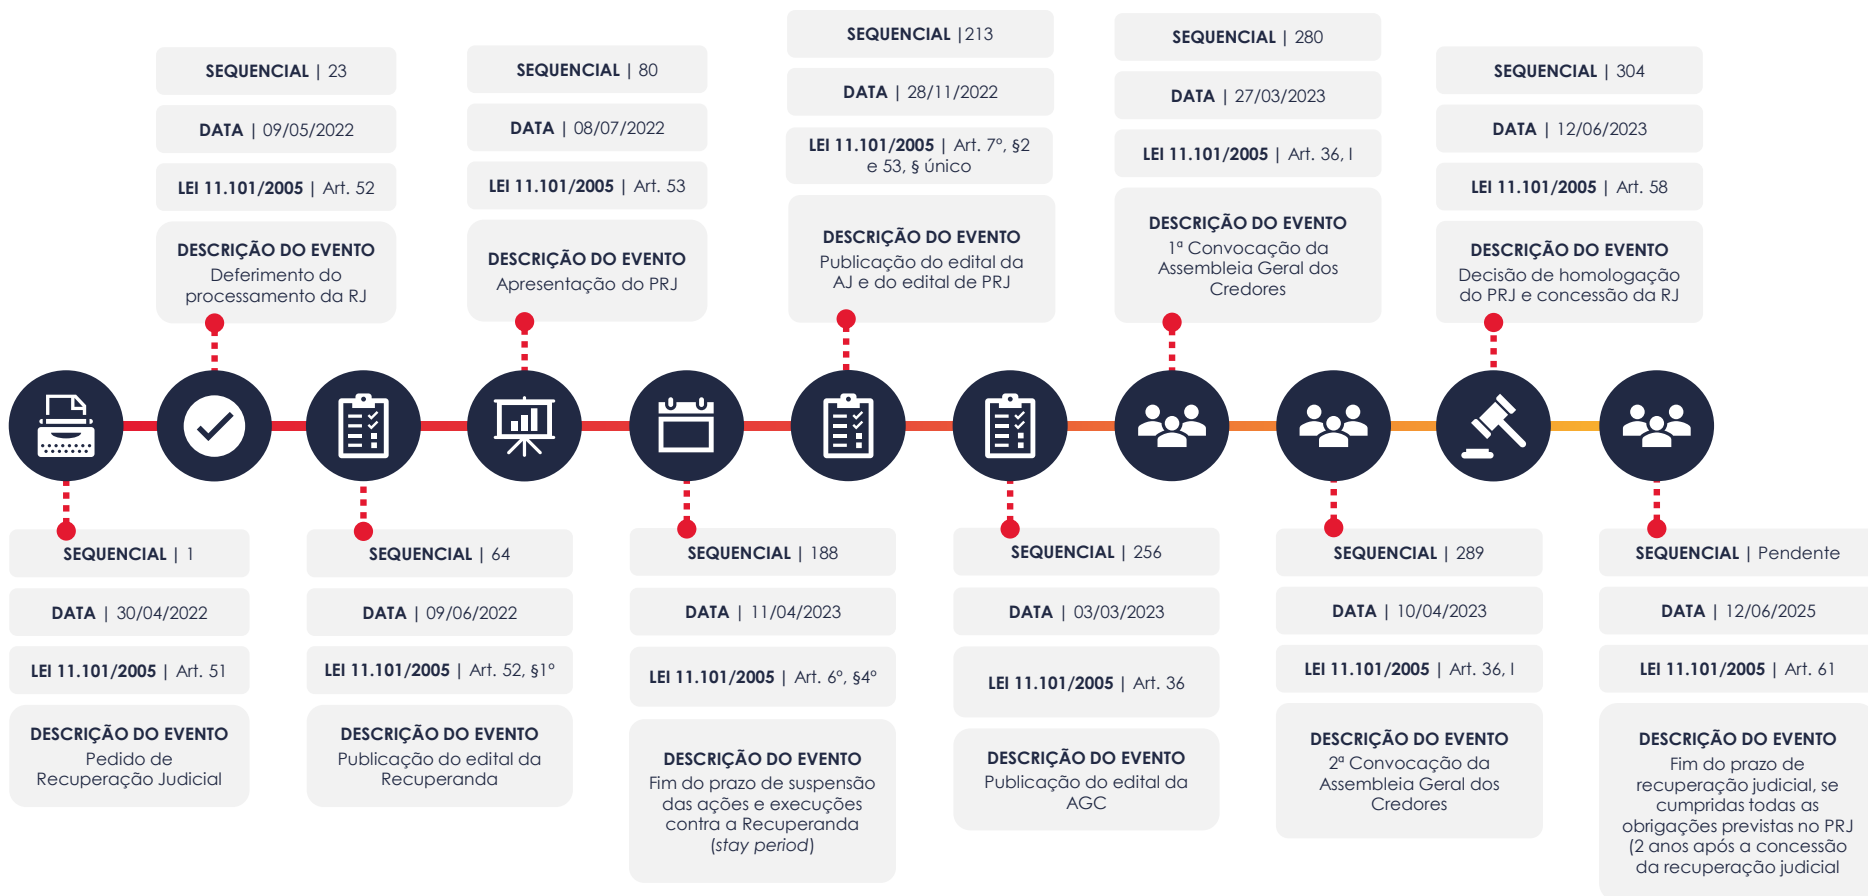 SEQUENCIAL | 23
DATA | 09/05/2022
LEI 11.101/2005 | Art. 52
DESCRIÇÃO DO EVENTO
Deferimento do
processamento da RJ
SEQUENCIAL | 80
DATA | 08/07/2022
LEI 11.101/2005 | Art. 53
DESCRIÇÃO DO EVENTO
Apresentação do PRJ
SEQUENCIAL |213
DATA | 28/11/2022
LEI 11.101/2005 | Art. 7º, §2
e 53, § único
DESCRIÇÃO DO EVENTO
Publicação do edital da
AJ e do edital de PRJ
SEQUENCIAL | 280
DATA | 27/03/2023
LEI 11.101/2005 | Art. 36, I
DESCRIÇÃO DO EVENTO
1ª Convocação da
Assembleia Geral dos
Credores
SEQUENCIAL | 304
DATA | 12/06/2023
LEI 11.101/2005 | Art. 58
DESCRIÇÃO DO EVENTO
Decisão de homologação
do PRJ e concessão da RJ
SEQUENCIAL | 1
DATA | 30/04/2022
LEI 11.101/2005 | Art. 51
DESCRIÇÃO DO EVENTO
Pedido de
Recuperação Judicial
SEQUENCIAL | 64
DATA | 09/06/2022
LEI 11.101/2005 | Art. 52, §1º
DESCRIÇÃO DO EVENTO
Publicação do edital da
Recuperanda
SEQUENCIAL | 188
DATA | 11/04/2023
LEI 11.101/2005 | Art. 6º, §4º
DESCRIÇÃO DO EVENTO
Fim do prazo de suspensão
das ações e execuções
contra a Recuperanda
(stay period)
SEQUENCIAL | 256
DATA | 03/03/2023
LEI 11.101/2005 | Art. 36
DESCRIÇÃO DO EVENTO
Publicação do edital da
AGC
SEQUENCIAL | 289
DATA | 10/04/2023
LEI 11.101/2005 | Art. 36, I
DESCRIÇÃO DO EVENTO
2ª Convocação da
Assembleia Geral dos
Credores
SEQUENCIAL | Pendente
DATA | 12/06/2025
LEI 11.101/2005 | Art. 61
DESCRIÇÃO DO EVENTO
Fim do prazo de
recuperação judicial, se
cumpridas todas as
obrigações previstas no PRJ
(2 anos após a concessão
da recuperação judicial